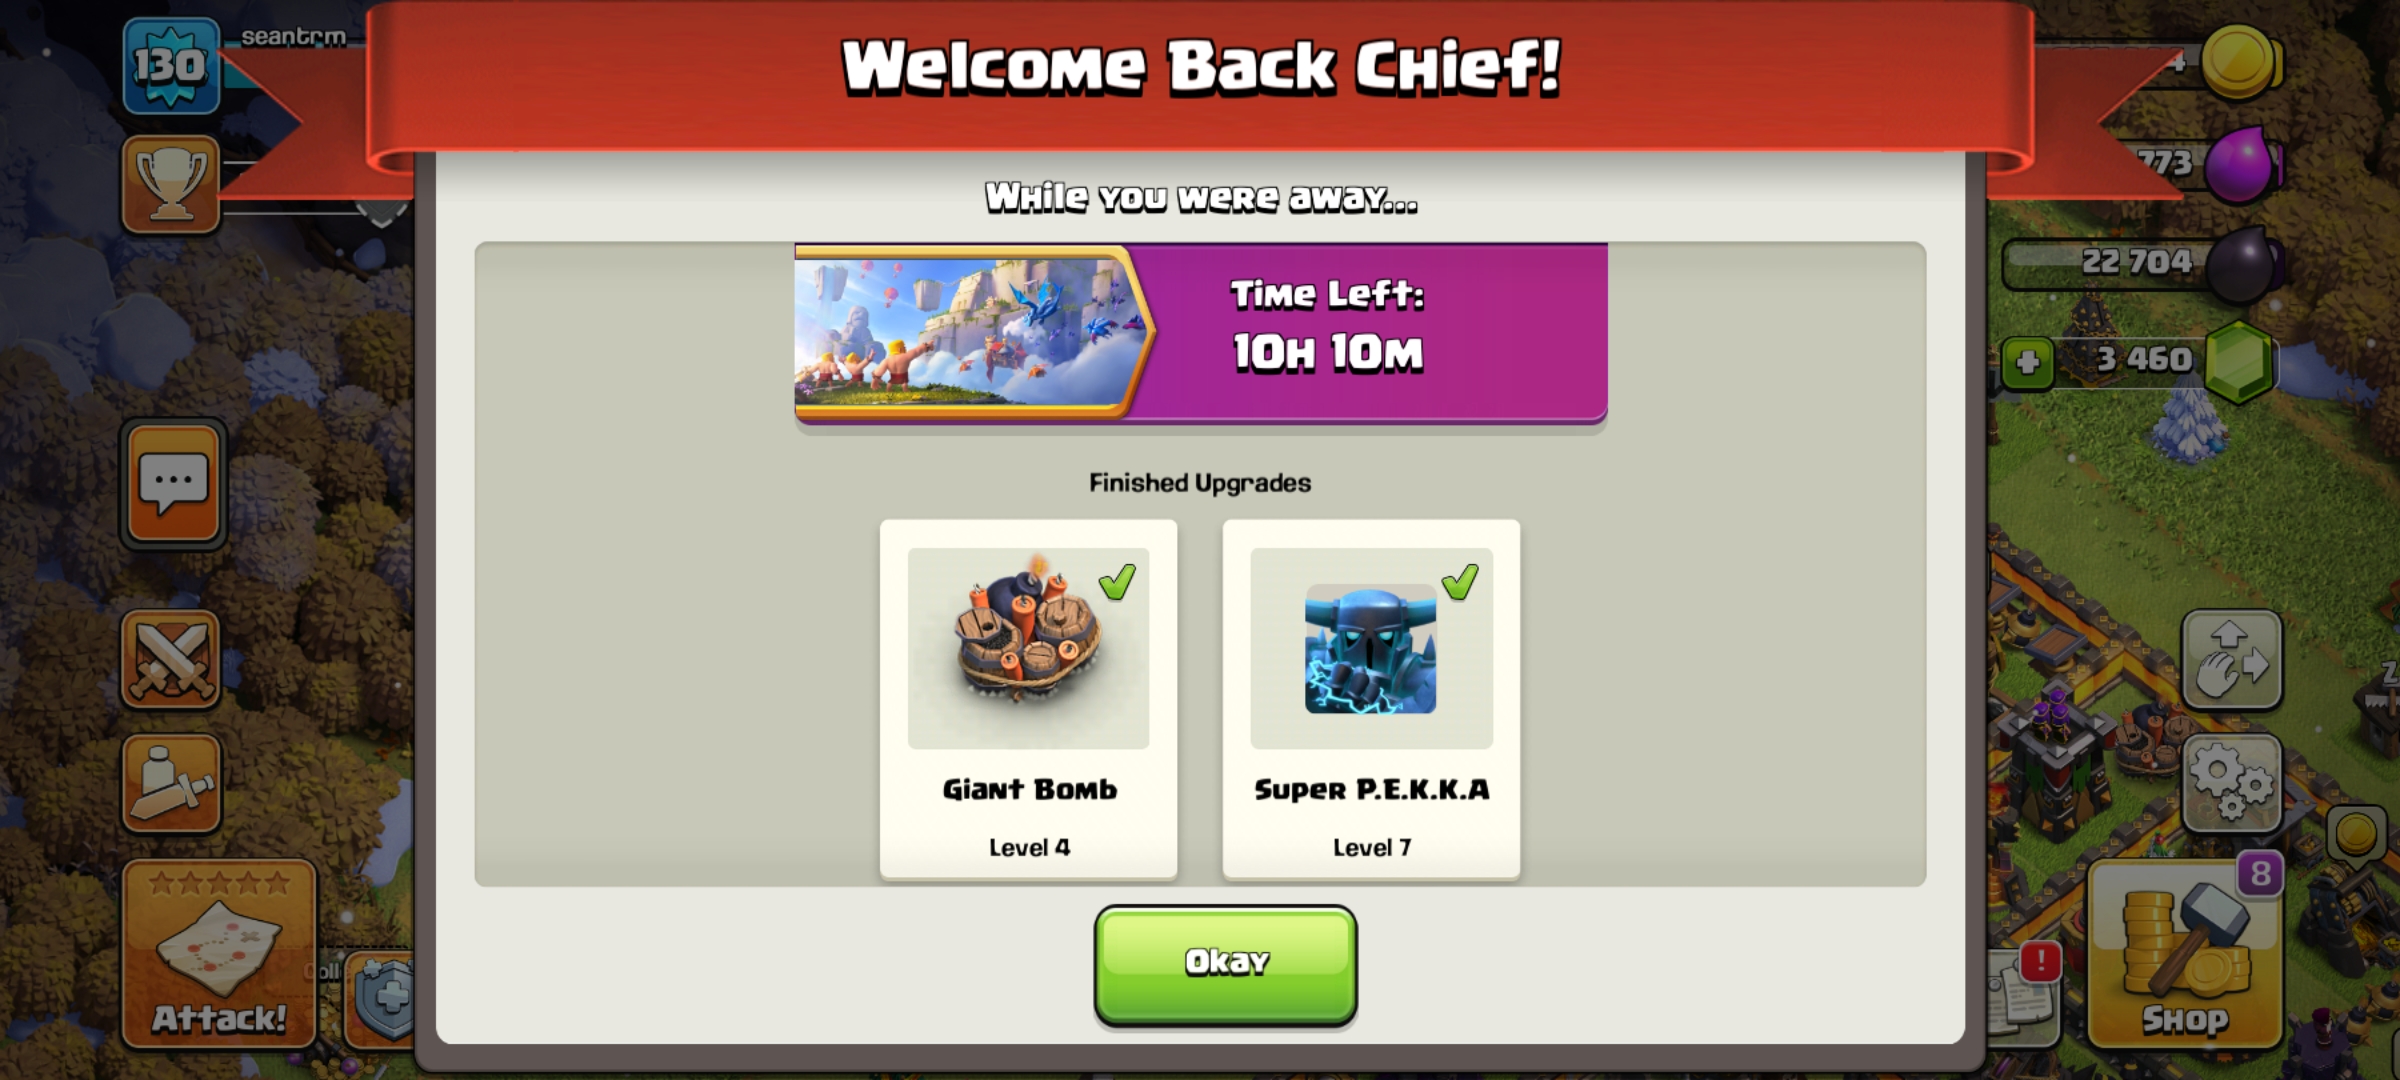 130
seantrm
Welcome Back Chief!
4
773
22 704
3 460
While you were away...
Time Left:
10H 10M
Finished Upgrades
Giant Bomb
Level 4
Super P.E.K.K.A
Level 7
Okay
Attack!
8
!
Shop